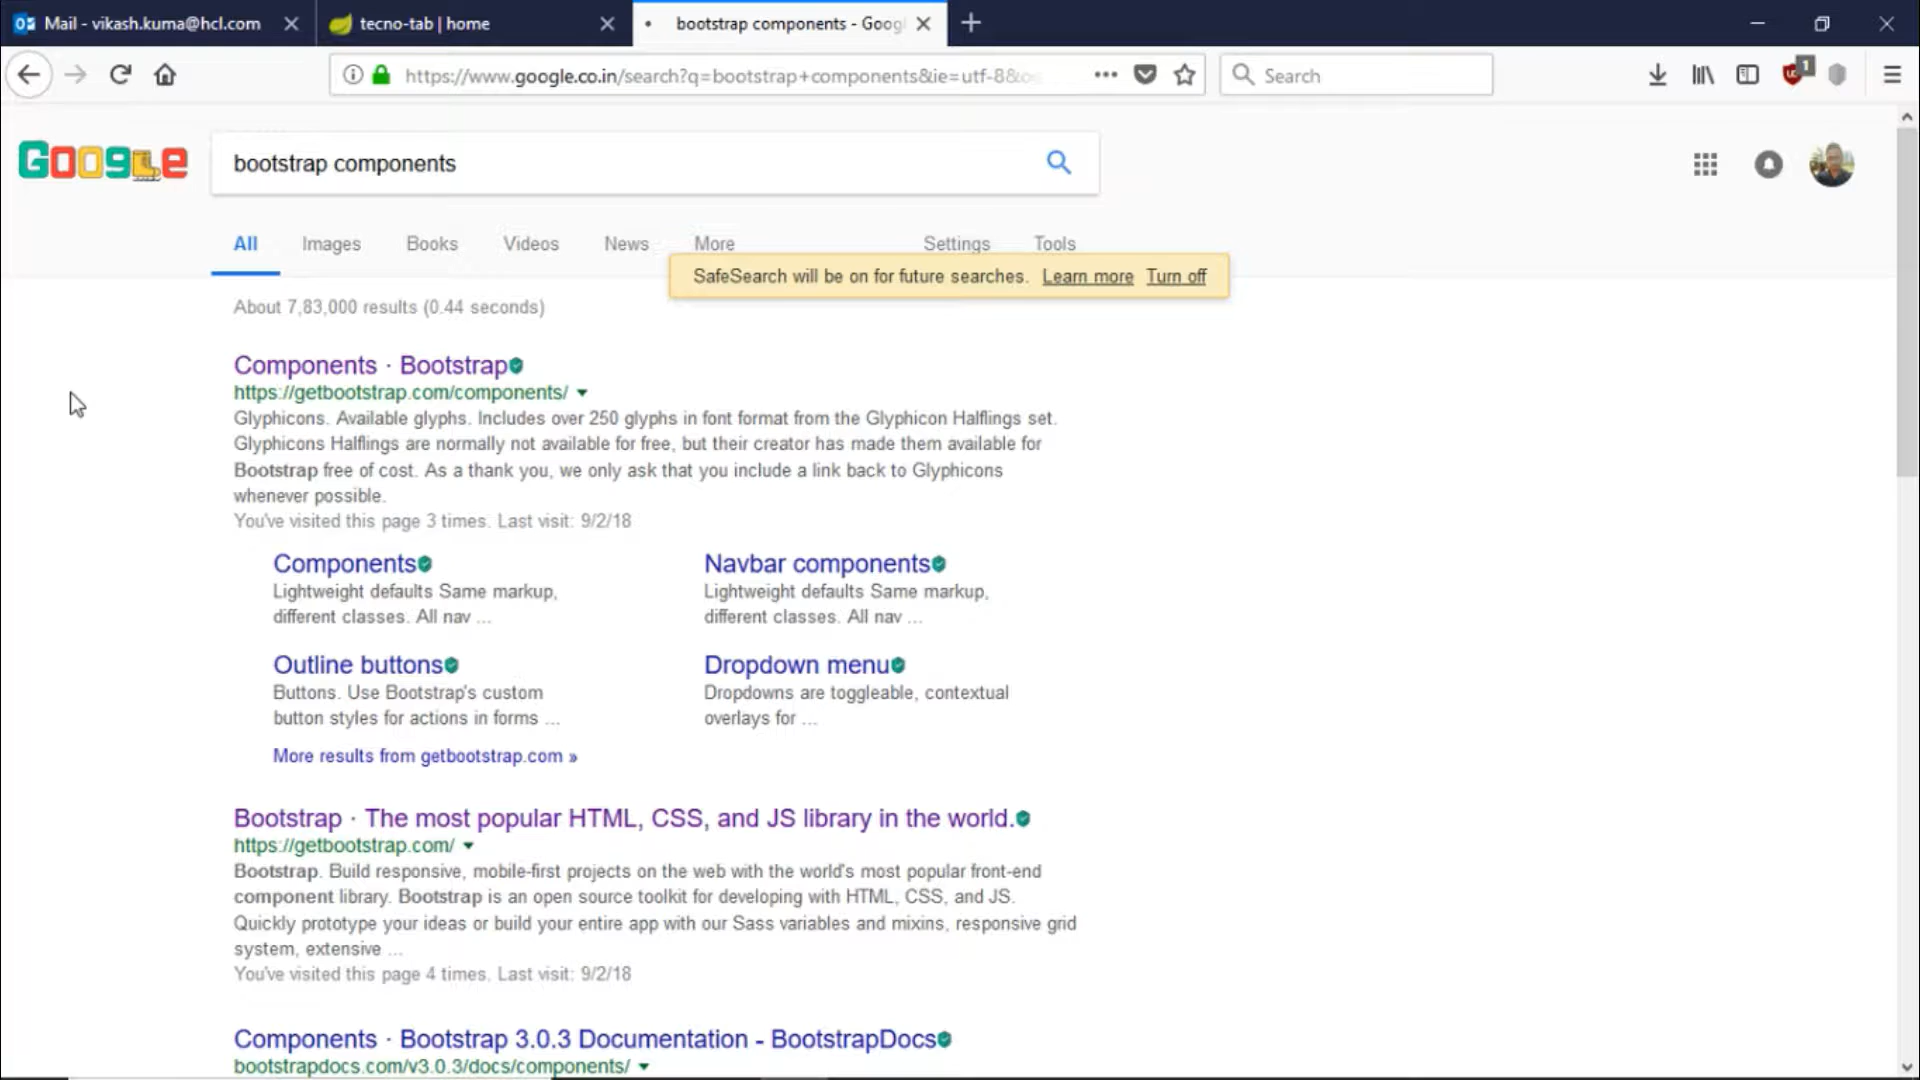 Mail - vikash.kuma@hcl.com
tecno-tab | home
bootstrap components - Goog
https://www.google.co.in/search?q=bootstrap+components&ie=utf-8&oe
Search
1
Google
bootstrap components
All Images Books Videos News More Settings Tools
SafeSearch will be on for future searches. Learn more Turn off
About 7,83,000 results (0.44 seconds)
Components · Bootstrap
https://getbootstrap.com/components/
Glyphicons. Available glyphs. Includes over 250 glyphs in font format from the Glyphicon Halflings set.
Glyphicons Halflings are normally not available for free, but their creator has made them available for
Bootstrap free of cost. As a thank you, we only ask that you include a link back to Glyphicons
whenever possible.
You've visited this page 3 times. Last visit: 9/2/18
Components
Lightweight defaults Same markup,
different classes. All nav ...
Navbar components
Lightweight defaults Same markup,
different classes. All nav ...
Outline buttons
Buttons. Use Bootstrap's custom
button styles for actions in forms ...
Dropdown menu
Dropdowns are toggleable, contextual
overlays for ...
More results from getbootstrap.com »
Bootstrap · The most popular HTML, CSS, and JS library in the world.
https://getbootstrap.com/
Bootstrap. Build responsive, mobile-first projects on the web with the world's most popular front-end
component library. Bootstrap is an open source toolkit for developing with HTML, CSS, and JS.
Quickly prototype your ideas or build your entire app with our Sass variables and mixins, responsive grid
system, extensive ...
You've visited this page 4 times. Last visit: 9/2/18
Components · Bootstrap 3.0.3 Documentation - BootstrapDocs
bootstrapdocs.com/v3.0.3/docs/components/